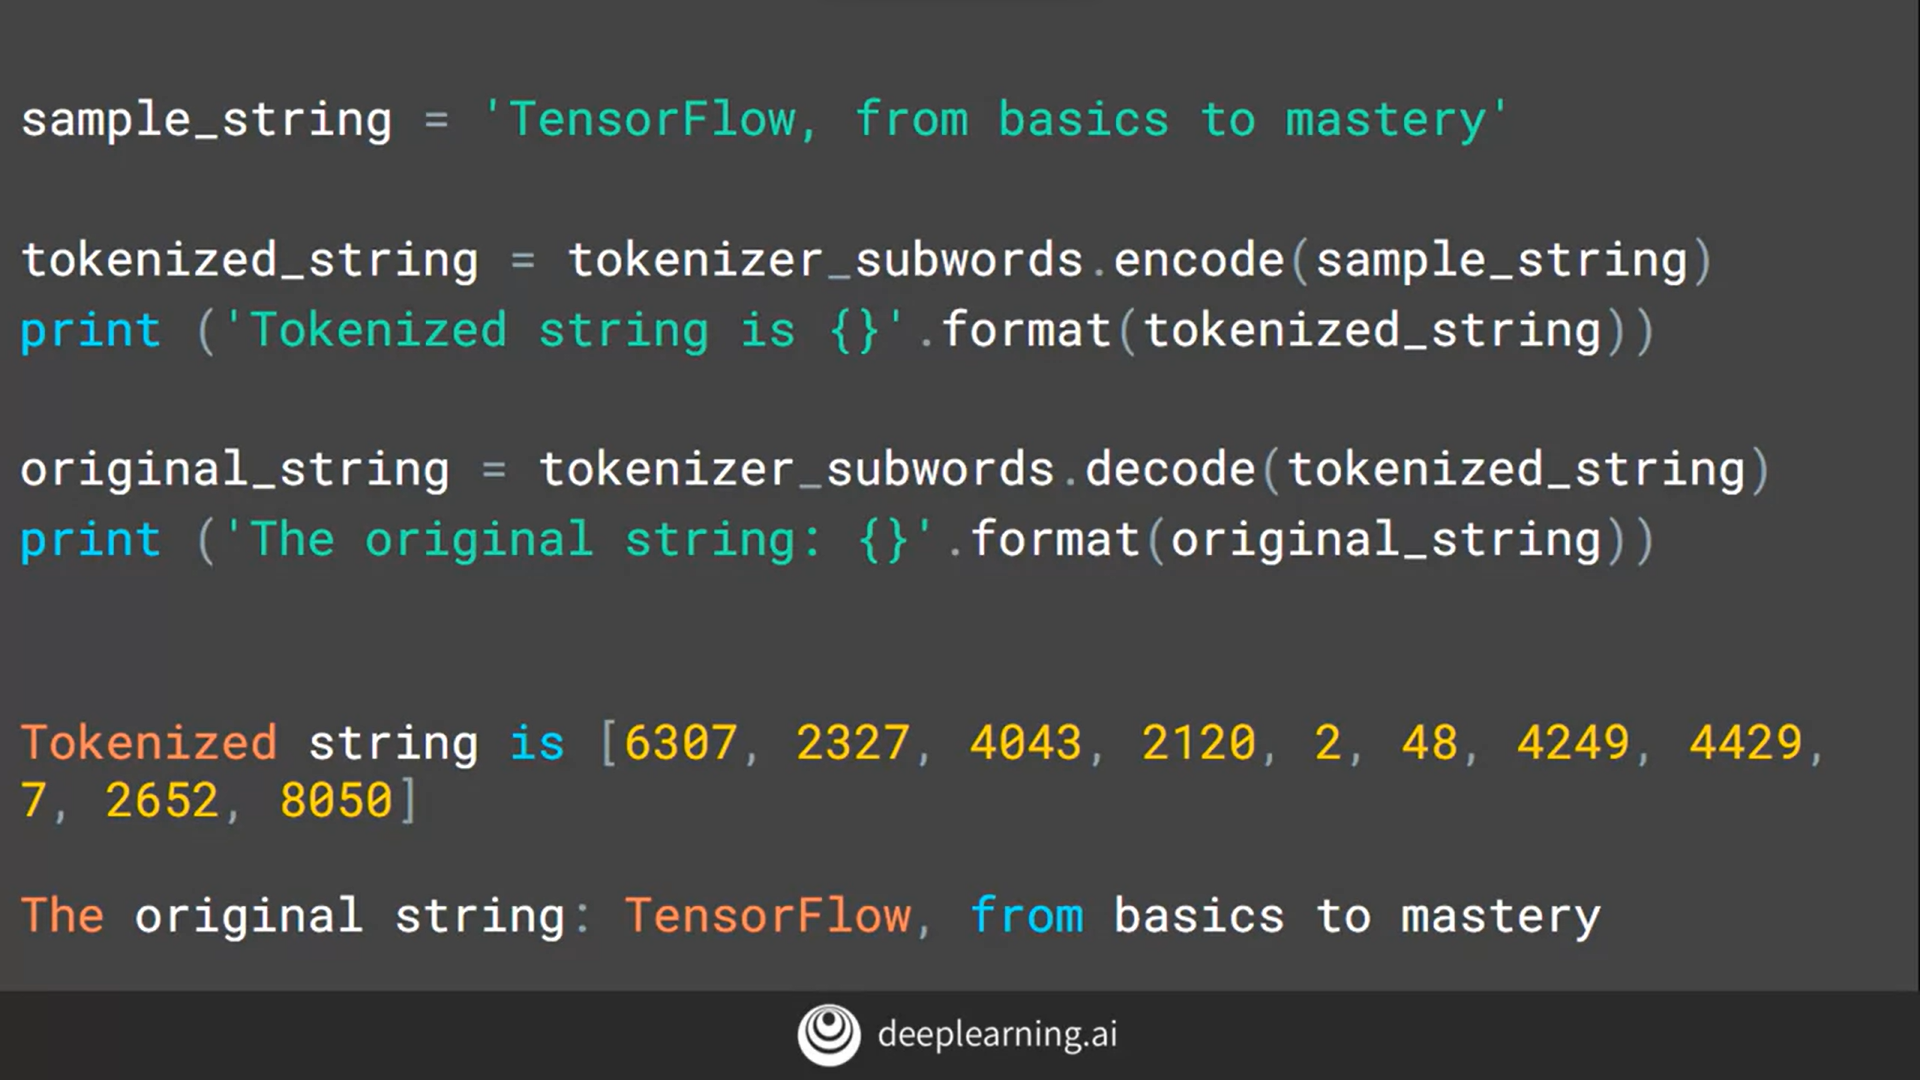 sample_string = 'TensorFlow, from basics to mastery'
tokenized_string = tokenizer_subwords.encode(sample_string)
print ('Tokenized string is {}'.format(tokenized_string))
original_string = tokenizer_subwords.decode(tokenized_string)
print ('The original string: {}'.format(original_string))
Tokenized string is [6307, 2327, 4043, 2120, 2, 48, 4249, 4429,
7, 2652, 8050]
The original string: TensorFlow, from basics to mastery
deeplearning.ai